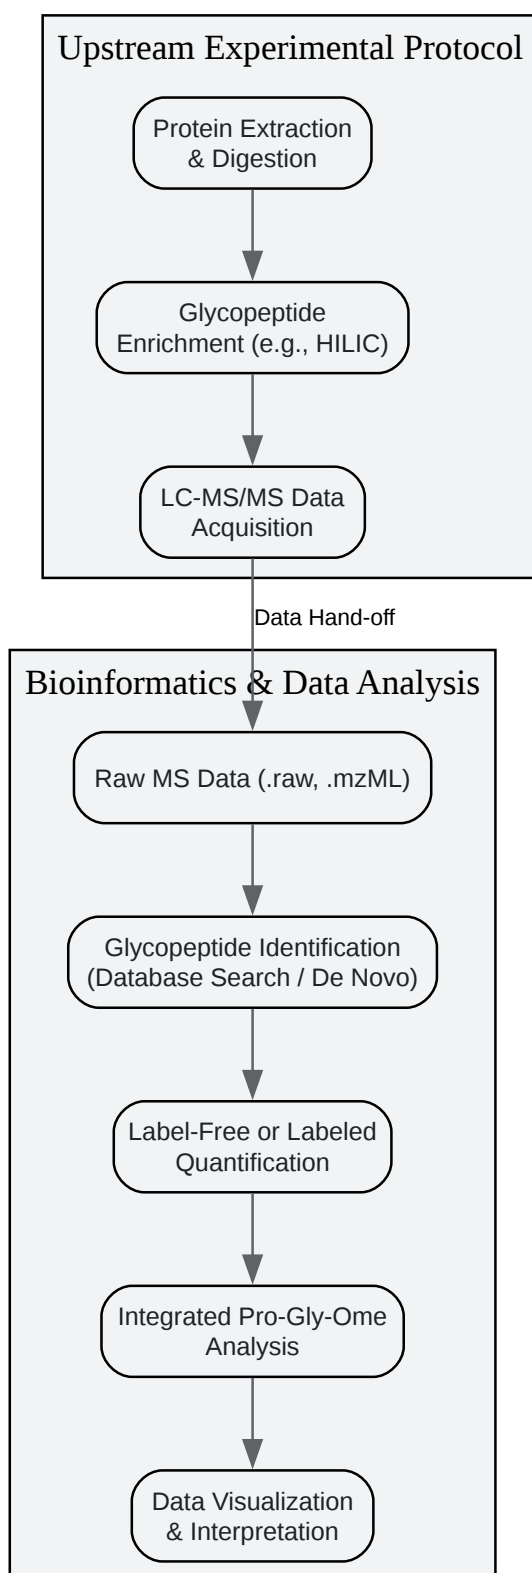 Upstream Experimental Protocol
Protein Extraction
& Digestion
Glycopeptide
Enrichment (e.g., HILIC)
LC-MS/MS Data
Acquisition
Data Hand-off
Bioinformatics & Data Analysis
Raw MS Data (.raw, .mzML)
Glycopeptide Identification
(Database Search / De Novo)
Label-Free or Labeled
Quantification
Integrated Pro-Gly-Ome
Analysis
Data Visualization
& Interpretation